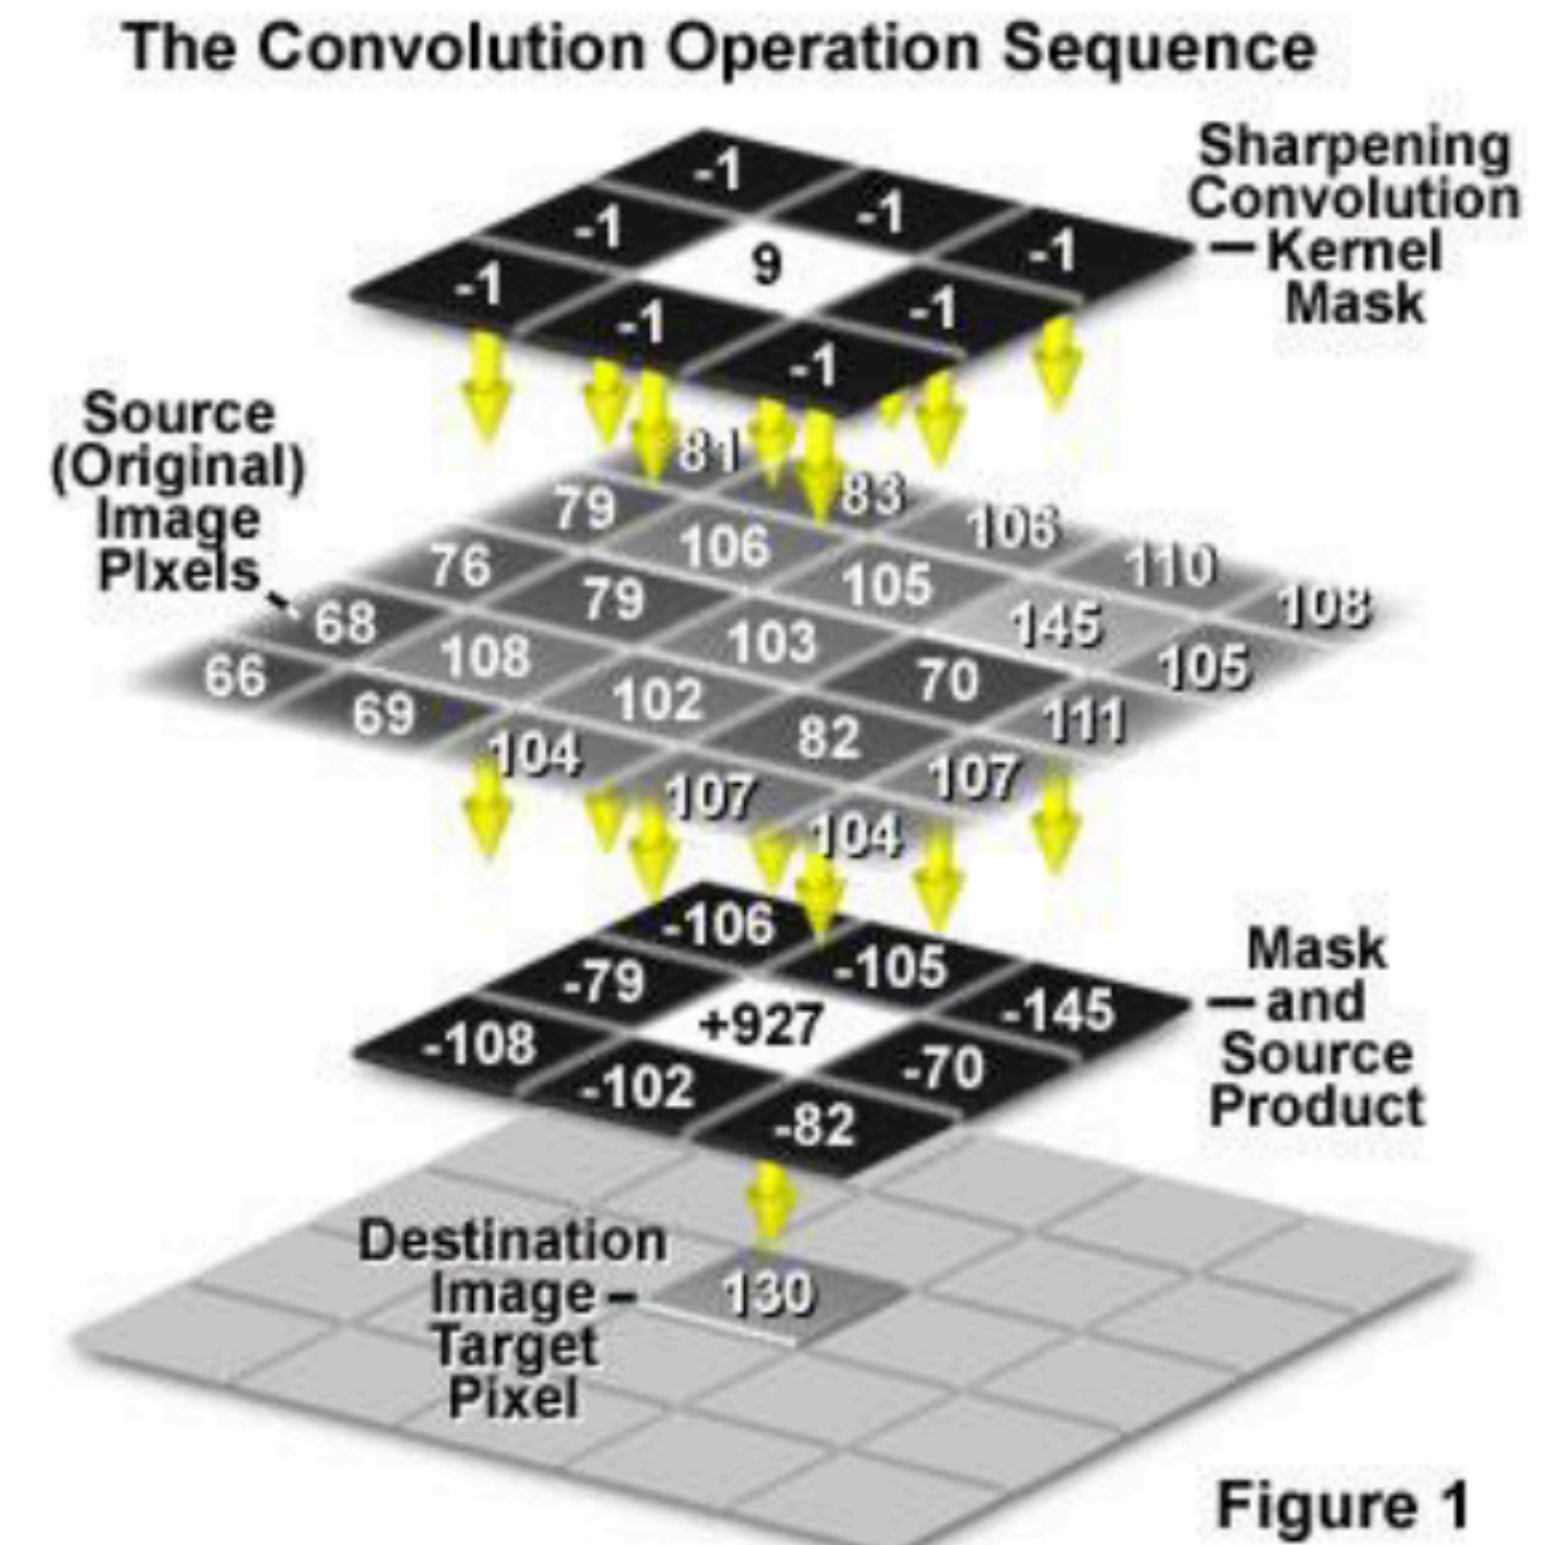 The Convolution Operation Sequence
Sharpening
Convolution
Kernel
Mask
-1
-1
-1
-1
9
-1
-1
-1
-1
Source
(Original)
Image
PIxels
81
83
106
110
108
79
106
105
145
105
76
79
103
70
111
68
108
102
82
107
66
69
104
107
104
-106
-105
-145
-79
+927
-70
-108
-102
-82
Mask
and
Source
Product
Destination
Image
Target
Pixel
130
Figure 1